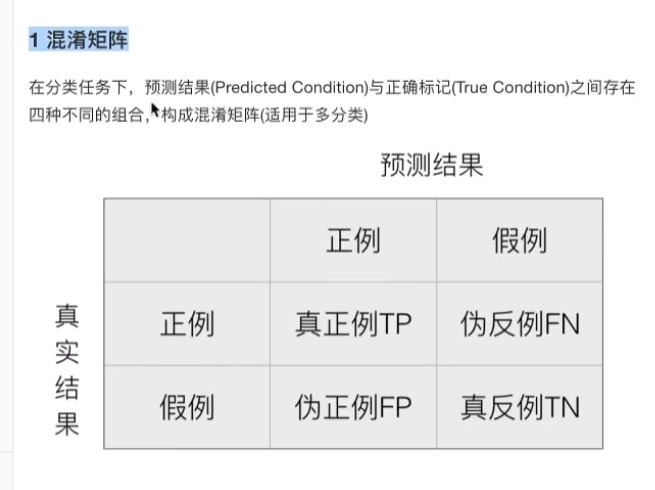 1 混淆矩阵
在分类任务下，预测结果(Predicted Condition)与正确标记(True Condition)之间存在
四种不同的组合，构成混淆矩阵(适用于多分类)
预测结果
正例 假例
真实结果
正例 真正例TP 伪反例FN
假例 伪正例FP 真反例TN